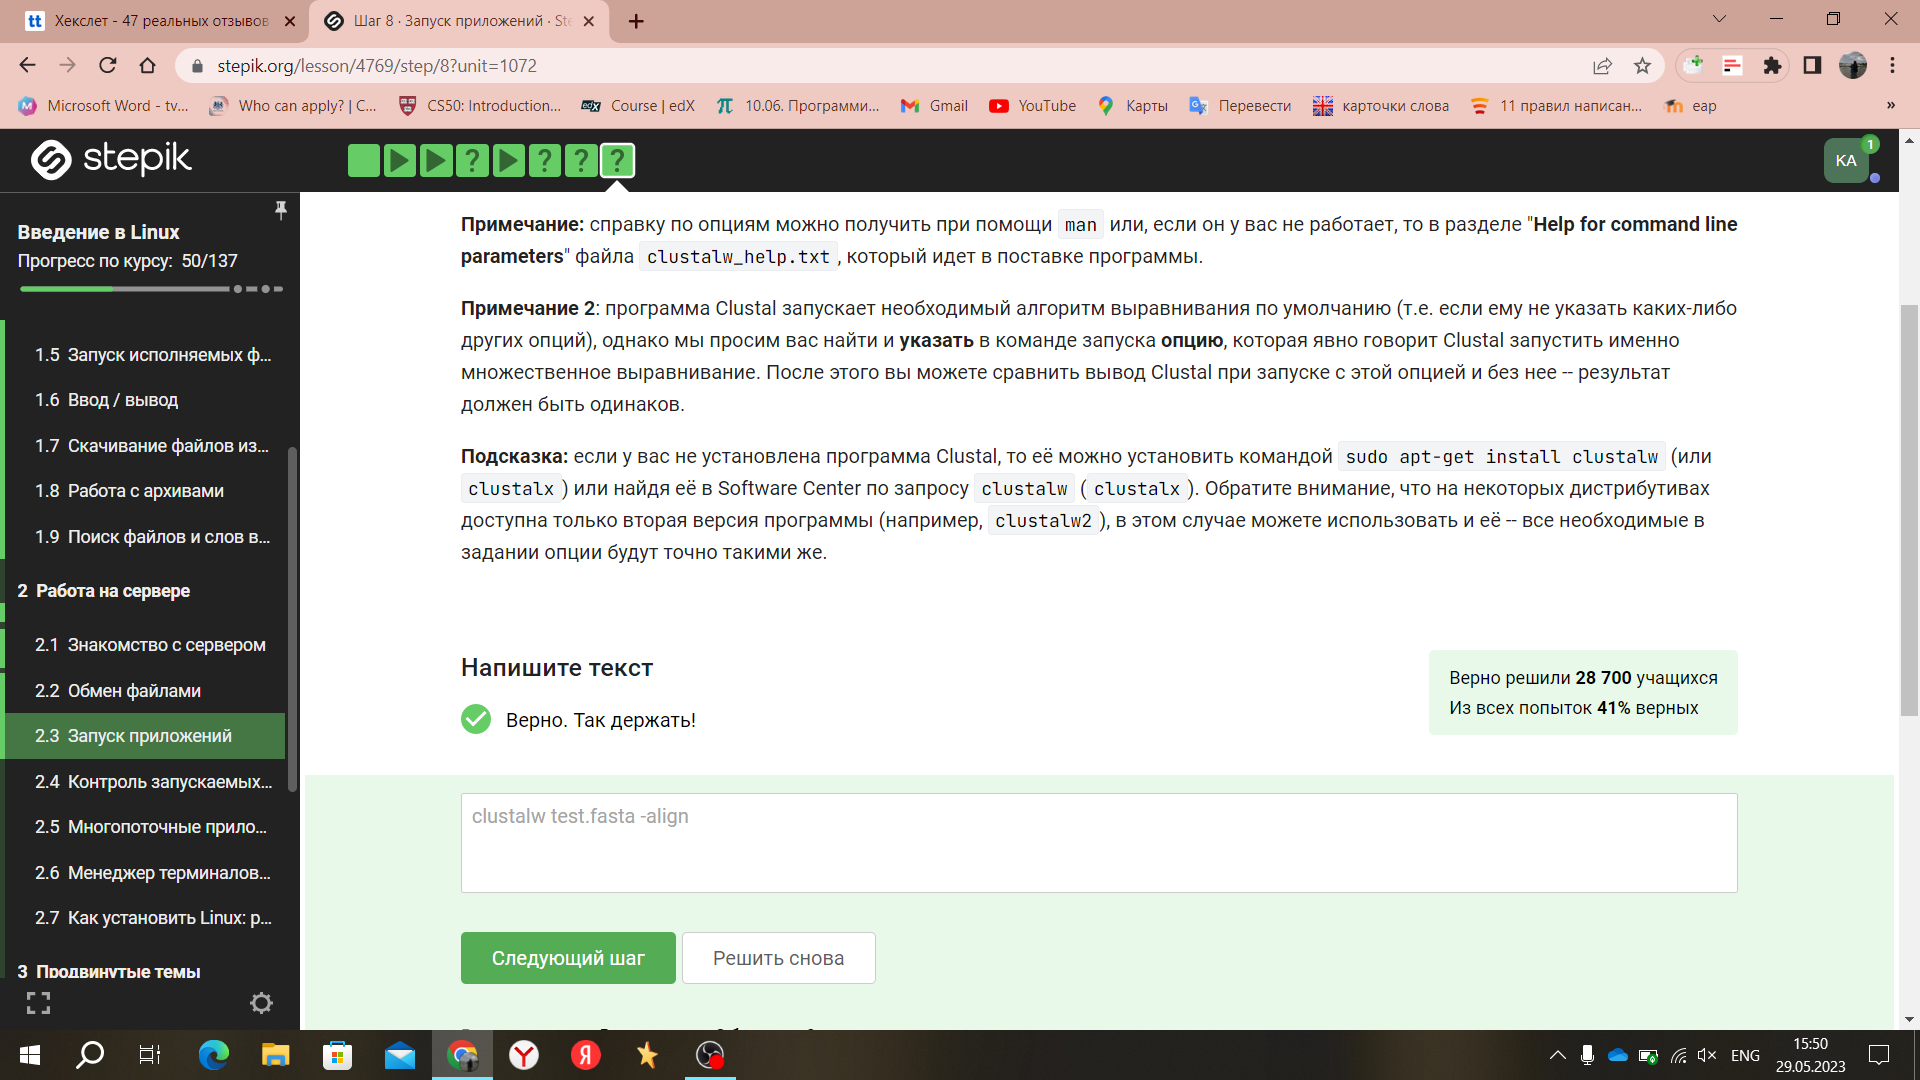 Хекслет - 47 реальных отзывов
Шаг 8 · Запуск приложений · Ste
stepik.org/lesson/4769/step/8?unit=1072
Microsoft Word - tv...
Who can apply? | C...
CS50: Introduction...
edX
Course | edX
10.06. Программи...
Gmail
YouTube
Карты
Перевести
карточки слова
11 правил написан...
eap
»
stepik
KA
1
Введение в Linux
Прогресс по курсу: 50/137
1.5 Запуск исполняемых ф...
1.6 Ввод / вывод
1.7 Скачивание файлов из...
1.8 Работа с архивами
1.9 Поиск файлов и слов в...
2 Работа на сервере
2.1 Знакомство с сервером
2.2 Обмен файлами
2.3 Запуск приложений
2.4 Контроль запускаемых...
2.5 Многопоточные прило...
2.6 Менеджер терминалов...
2.7 Как установить Linux: р...
3 Продвинутые темы
Примечание: справку по опциям можно получить при помощи man или, если он у вас не работает, то в разделе "Help for command line
parameters" файла clustalw_help.txt, который идет в поставке программы.
Примечание 2: программа Clustal запускает необходимый алгоритм выравнивания по умолчанию (т.е. если ему не указать каких-либо
других опций), однако мы просим вас найти и указать в команде запуска опцию, которая явно говорит Clustal запустить именно
множественное выравнивание. После этого вы можете сравнить вывод Clustal при запуске с этой опцией и без нее -- результат
должен быть одинаков.
Подсказка: если у вас не установлена программа Clustal, то её можно установить командой sudo apt-get install clustalw (или
clustalx) или найдя её в Software Center по запросу clustalw (clustalx). Обратите внимание, что на некоторых дистрибутивах
доступна только вторая версия программы (например, clustalw2), в этом случае можете использовать и её -- все необходимые в
задании опции будут точно такими же.
Напишите текст
Верно. Так держать!
Верно решили 28 700 учащихся
Из всех попыток 41% верных
clustalw test.fasta -align
Следующий шаг
Решить снова
ENG
15:50
29.05.2023